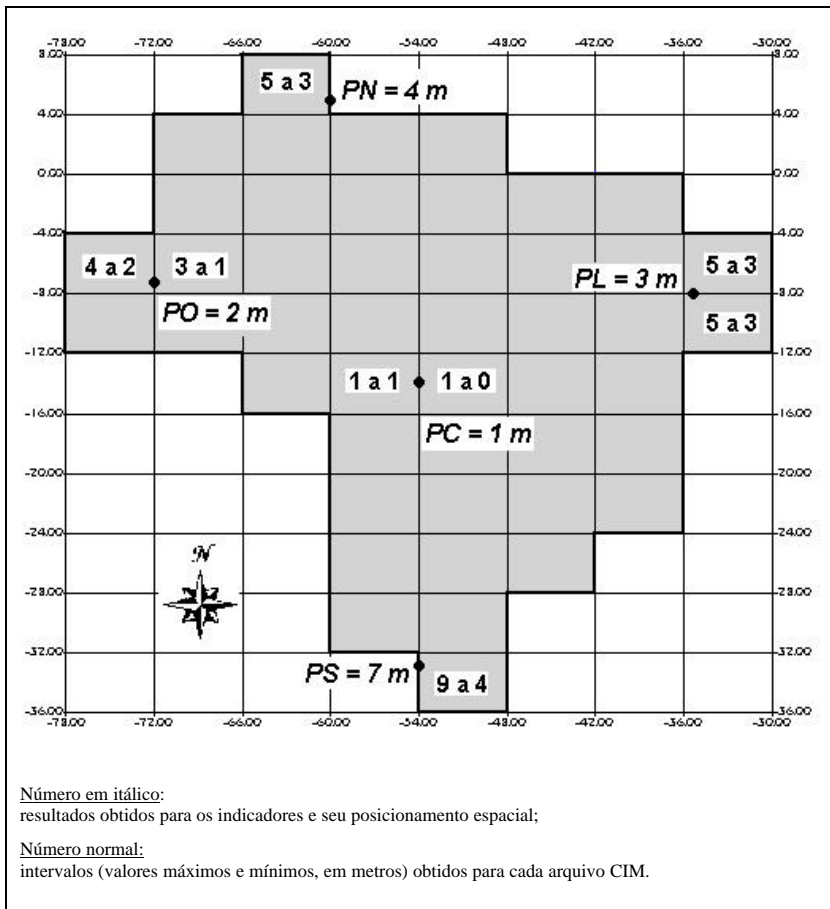 -78.00 -72.00 -66.00 -60.00 -54.00 -48.00 -42.00 -36.00 -30.00
8.00 8.00
5 a 3 PN = 4 m
4.00 4.00
0.00 0.00
-4.00 -4.00
4 a 2 3 a 1 PL = 3 m 5 a 3
-8.00 -8.00
PO = 2 m 5 a 3
-12.00 -12.00
1 a 1 1 a 0
-16.00 -16.00
PC = 1 m
-20.00 -20.00
-24.00 -24.00
N
-28.00 -28.00
-32.00 -32.00
PS = 7 m 9 a 4
-36.00 -36.00
-78.00 -72.00 -66.00 -60.00 -54.00 -48.00 -42.00 -36.00 -30.00
Número em itálico:
resultados obtidos para os indicadores e seu posicionamento espacial;
Número normal:
intervalos (valores máximos e mínimos, em metros) obtidos para cada arquivo CIM.